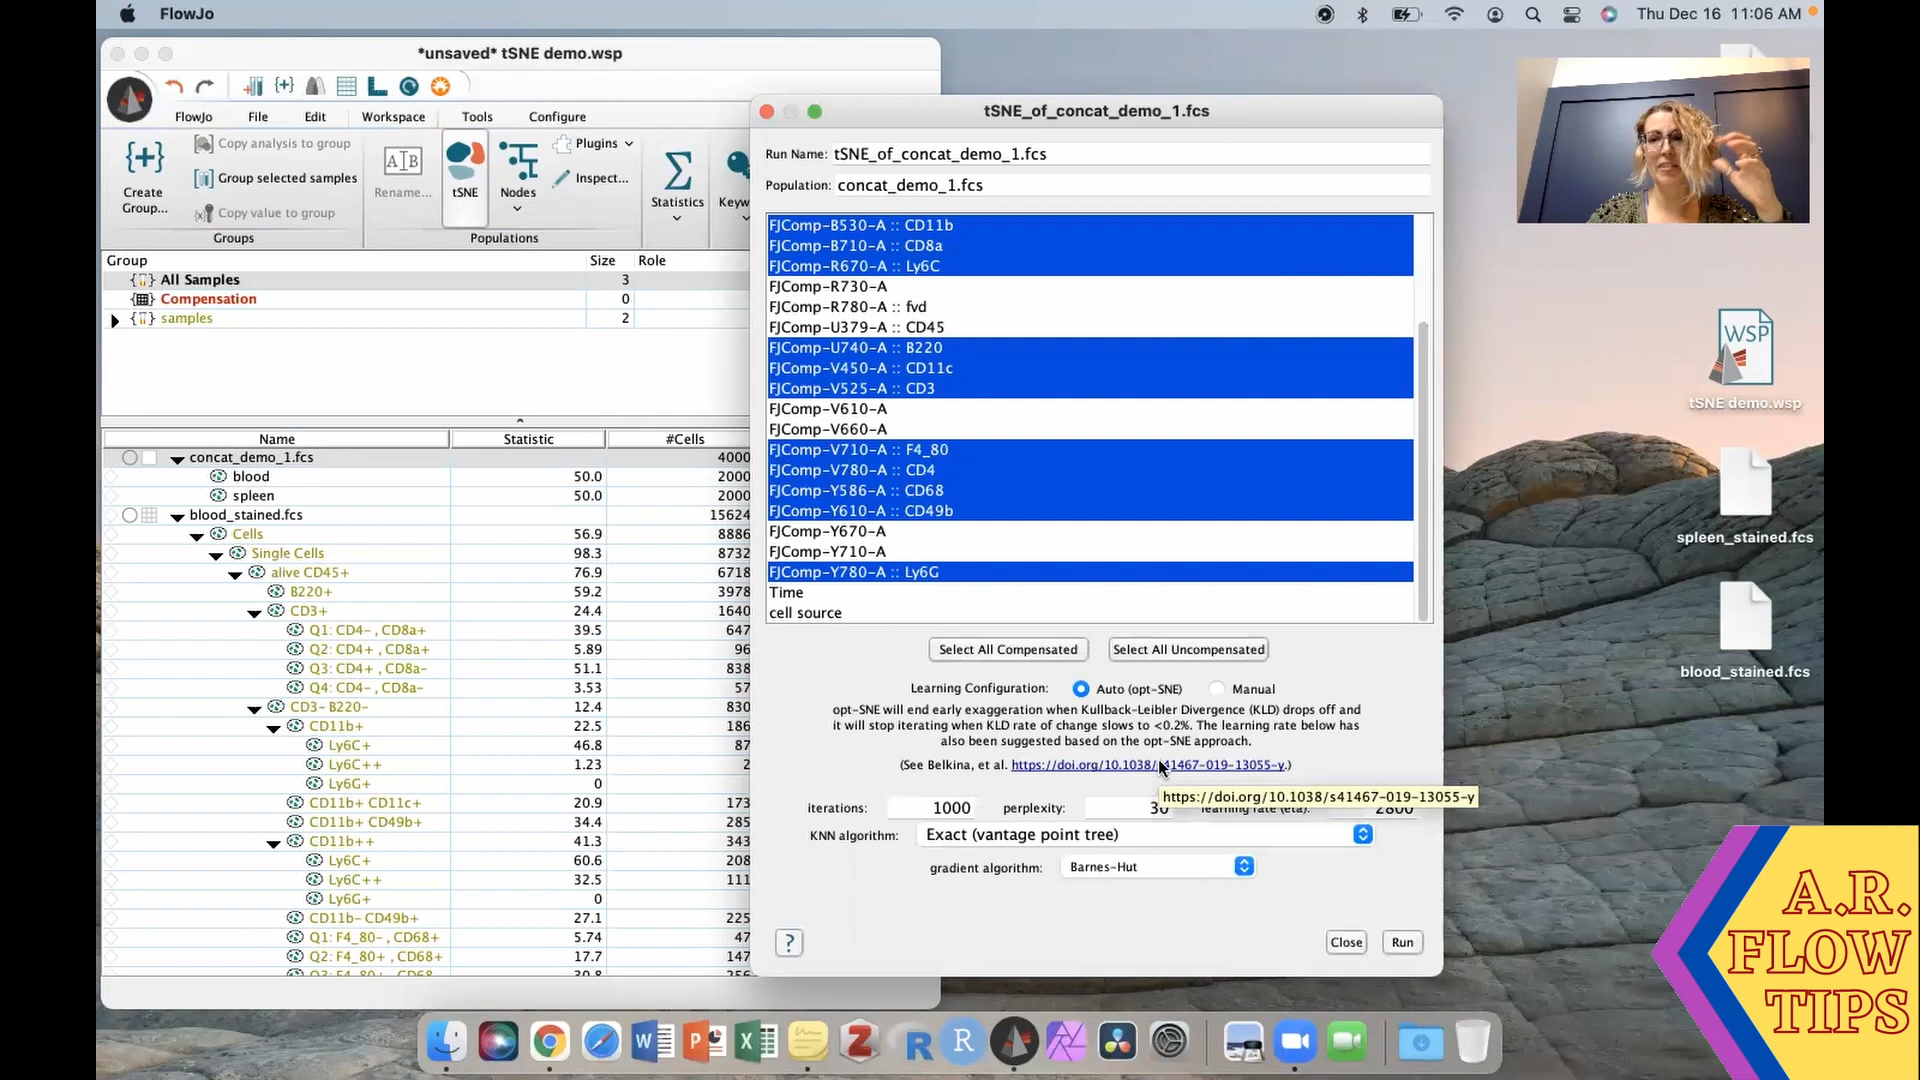 FlowJo
Thu Dec 16 11:06 AM
*unsaved* tSNE demo.wsp
FlowJo File Edit Workspace Tools Configure
Create Group...
Copy analysis to group
Group selected samples
Copy value to group
Groups
Rename...
tSNE
Nodes
Plugins
Inspect...
Populations
Statistics
Keyw
Group Size Role
All Samples 3
Compensation 0
samples 2
Name Statistic #Cells
concat_demo_1.fcs 4000
blood 50.0 2000
spleen 50.0 2000
blood_stained.fcs 15624
Cells 56.9 8886
Single Cells 98.3 8732
alive CD45+ 76.9 6718
B220+ 59.2 3978
CD3+ 24.4 1640
Q1: CD4- , CD8a+ 39.5 647
Q2: CD4+ , CD8a+ 5.89 96
Q3: CD4+ , CD8a- 51.1 838
Q4: CD4- , CD8a- 3.53 57
CD3- B220- 12.4 830
CD11b+ 22.5 186
Ly6C+ 46.8 87
Ly6C++ 1.23 2
Ly6G+ 0
CD11b+ CD11c+ 20.9 173
CD11b+ CD49b+ 34.4 285
CD11b++ 41.3 343
Ly6C+ 60.6 208
Ly6C++ 32.5 111
Ly6G+ 0
CD11b- CD49b+ 27.1 225
Q1: F4_80- , CD68+ 5.74 47
Q2: F4_80+ , CD68+ 17.7 147
tSNE_of_concat_demo_1.fcs
Run Name: tSNE_of_concat_demo_1.fcs
Population: concat_demo_1.fcs
FJComp-B530-A :: CD11b
FJComp-B710-A :: CD8a
FJComp-R670-A :: Ly6C
FJComp-R730-A
FJComp-R780-A :: fvd
FJComp-U379-A :: CD45
FJComp-U740-A :: B220
FJComp-V450-A :: CD11c
FJComp-V525-A :: CD3
FJComp-V610-A
FJComp-V660-A
FJComp-V710-A :: F4_80
FJComp-V780-A :: CD4
FJComp-Y586-A :: CD68
FJComp-Y610-A :: CD49b
FJComp-Y670-A
FJComp-Y710-A
FJComp-Y780-A :: Ly6G
Time
cell source
Select All Compensated Select All Uncompensated
Learning Configuration: Auto (opt-SNE) Manual
opt-SNE will end early exaggeration when Kullback-Leibler Divergence (KLD) drops off and
it will stop iterating when KLD rate of change slows to <0.2%. The learning rate below has
also been suggested based on the opt-SNE approach.
(See Belkina, et al. https://doi.org/10.1038/s41467-019-13055-y.)
https://doi.org/10.1038/s41467-019-13055-y
iterations: 1000 perplexity: 30 learning rate (eta): 2800
KNN algorithm: Exact (vantage point tree)
gradient algorithm: Barnes-Hut
? Close Run
WSP
tSNE demo.wsp
spleen_stained.fcs
blood_stained.fcs
A.R.
FLOW
TIPS